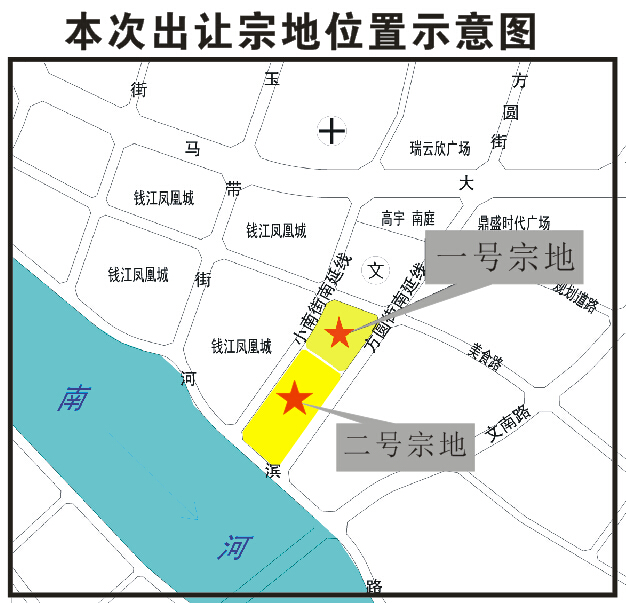 本次出让宗地位置示意图
街
玉
方
圆
街
马
瑞云欣广场
带
大
钱江凤凰城
钱江凤凰城
高宇 南庭
鼎盛时代广场
一号宗地
文
钱江凤凰城
街
小南街南延线
方圆街南延线
规划道路
钱江凤凰城
美食路
河
南
文南路
二号宗地
滨
河
路